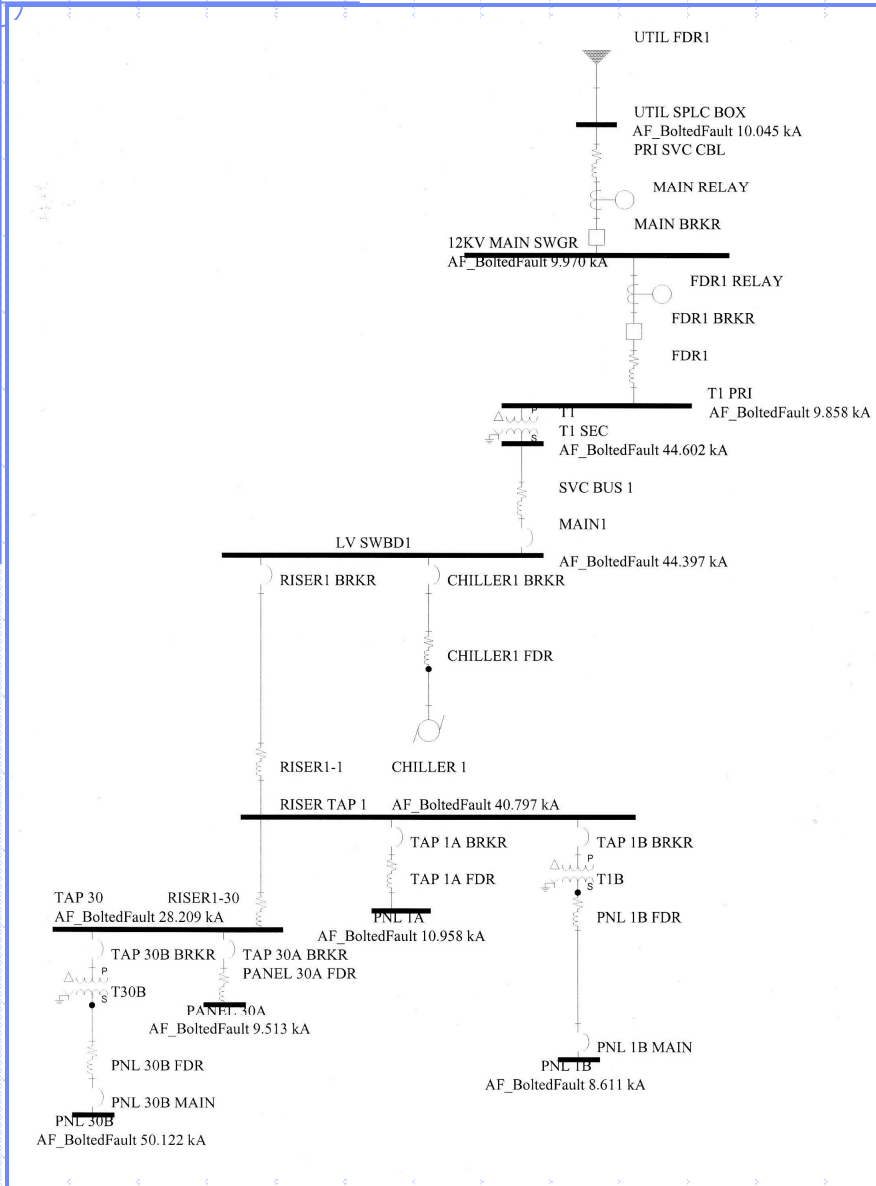 UTIL FDR1
UTIL SPLC BOX
AF_BoltedFault 10.045 kA
PRI SVC CBL
MAIN RELAY
MAIN BRKR
12KV MAIN SWGR
AF_BoltedFault 9.970 kA
FDR1 RELAY
FDR1 BRKR
FDR1
T1 PRI
AF_BoltedFault 9.858 kA
P
T1
S
T1 SEC
AF_BoltedFault 44.602 kA
SVC BUS 1
MAIN1
LV SWBD1
AF_BoltedFault 44.397 kA
RISER1 BRKR
CHILLER1 BRKR
CHILLER1 FDR
RISER1-1
CHILLER 1
RISER TAP 1
AF_BoltedFault 40.797 kA
TAP 1A BRKR
TAP 1B BRKR
P
TAP 1A FDR
T1B
S
TAP 30
RISER1-30
AF_BoltedFault 28.209 kA
PNL 1A
AF_BoltedFault 10.958 kA
PNL 1B FDR
TAP 30B BRKR
TAP 30A BRKR
P
PANEL 30A FDR
T30B
S
PANEL 30A
AF_BoltedFault 9.513 kA
PNL 1B MAIN
PNL 30B FDR
PNL 1B
AF_BoltedFault 8.611 kA
PNL 30B MAIN
PNL 30B
AF_BoltedFault 50.122 kA